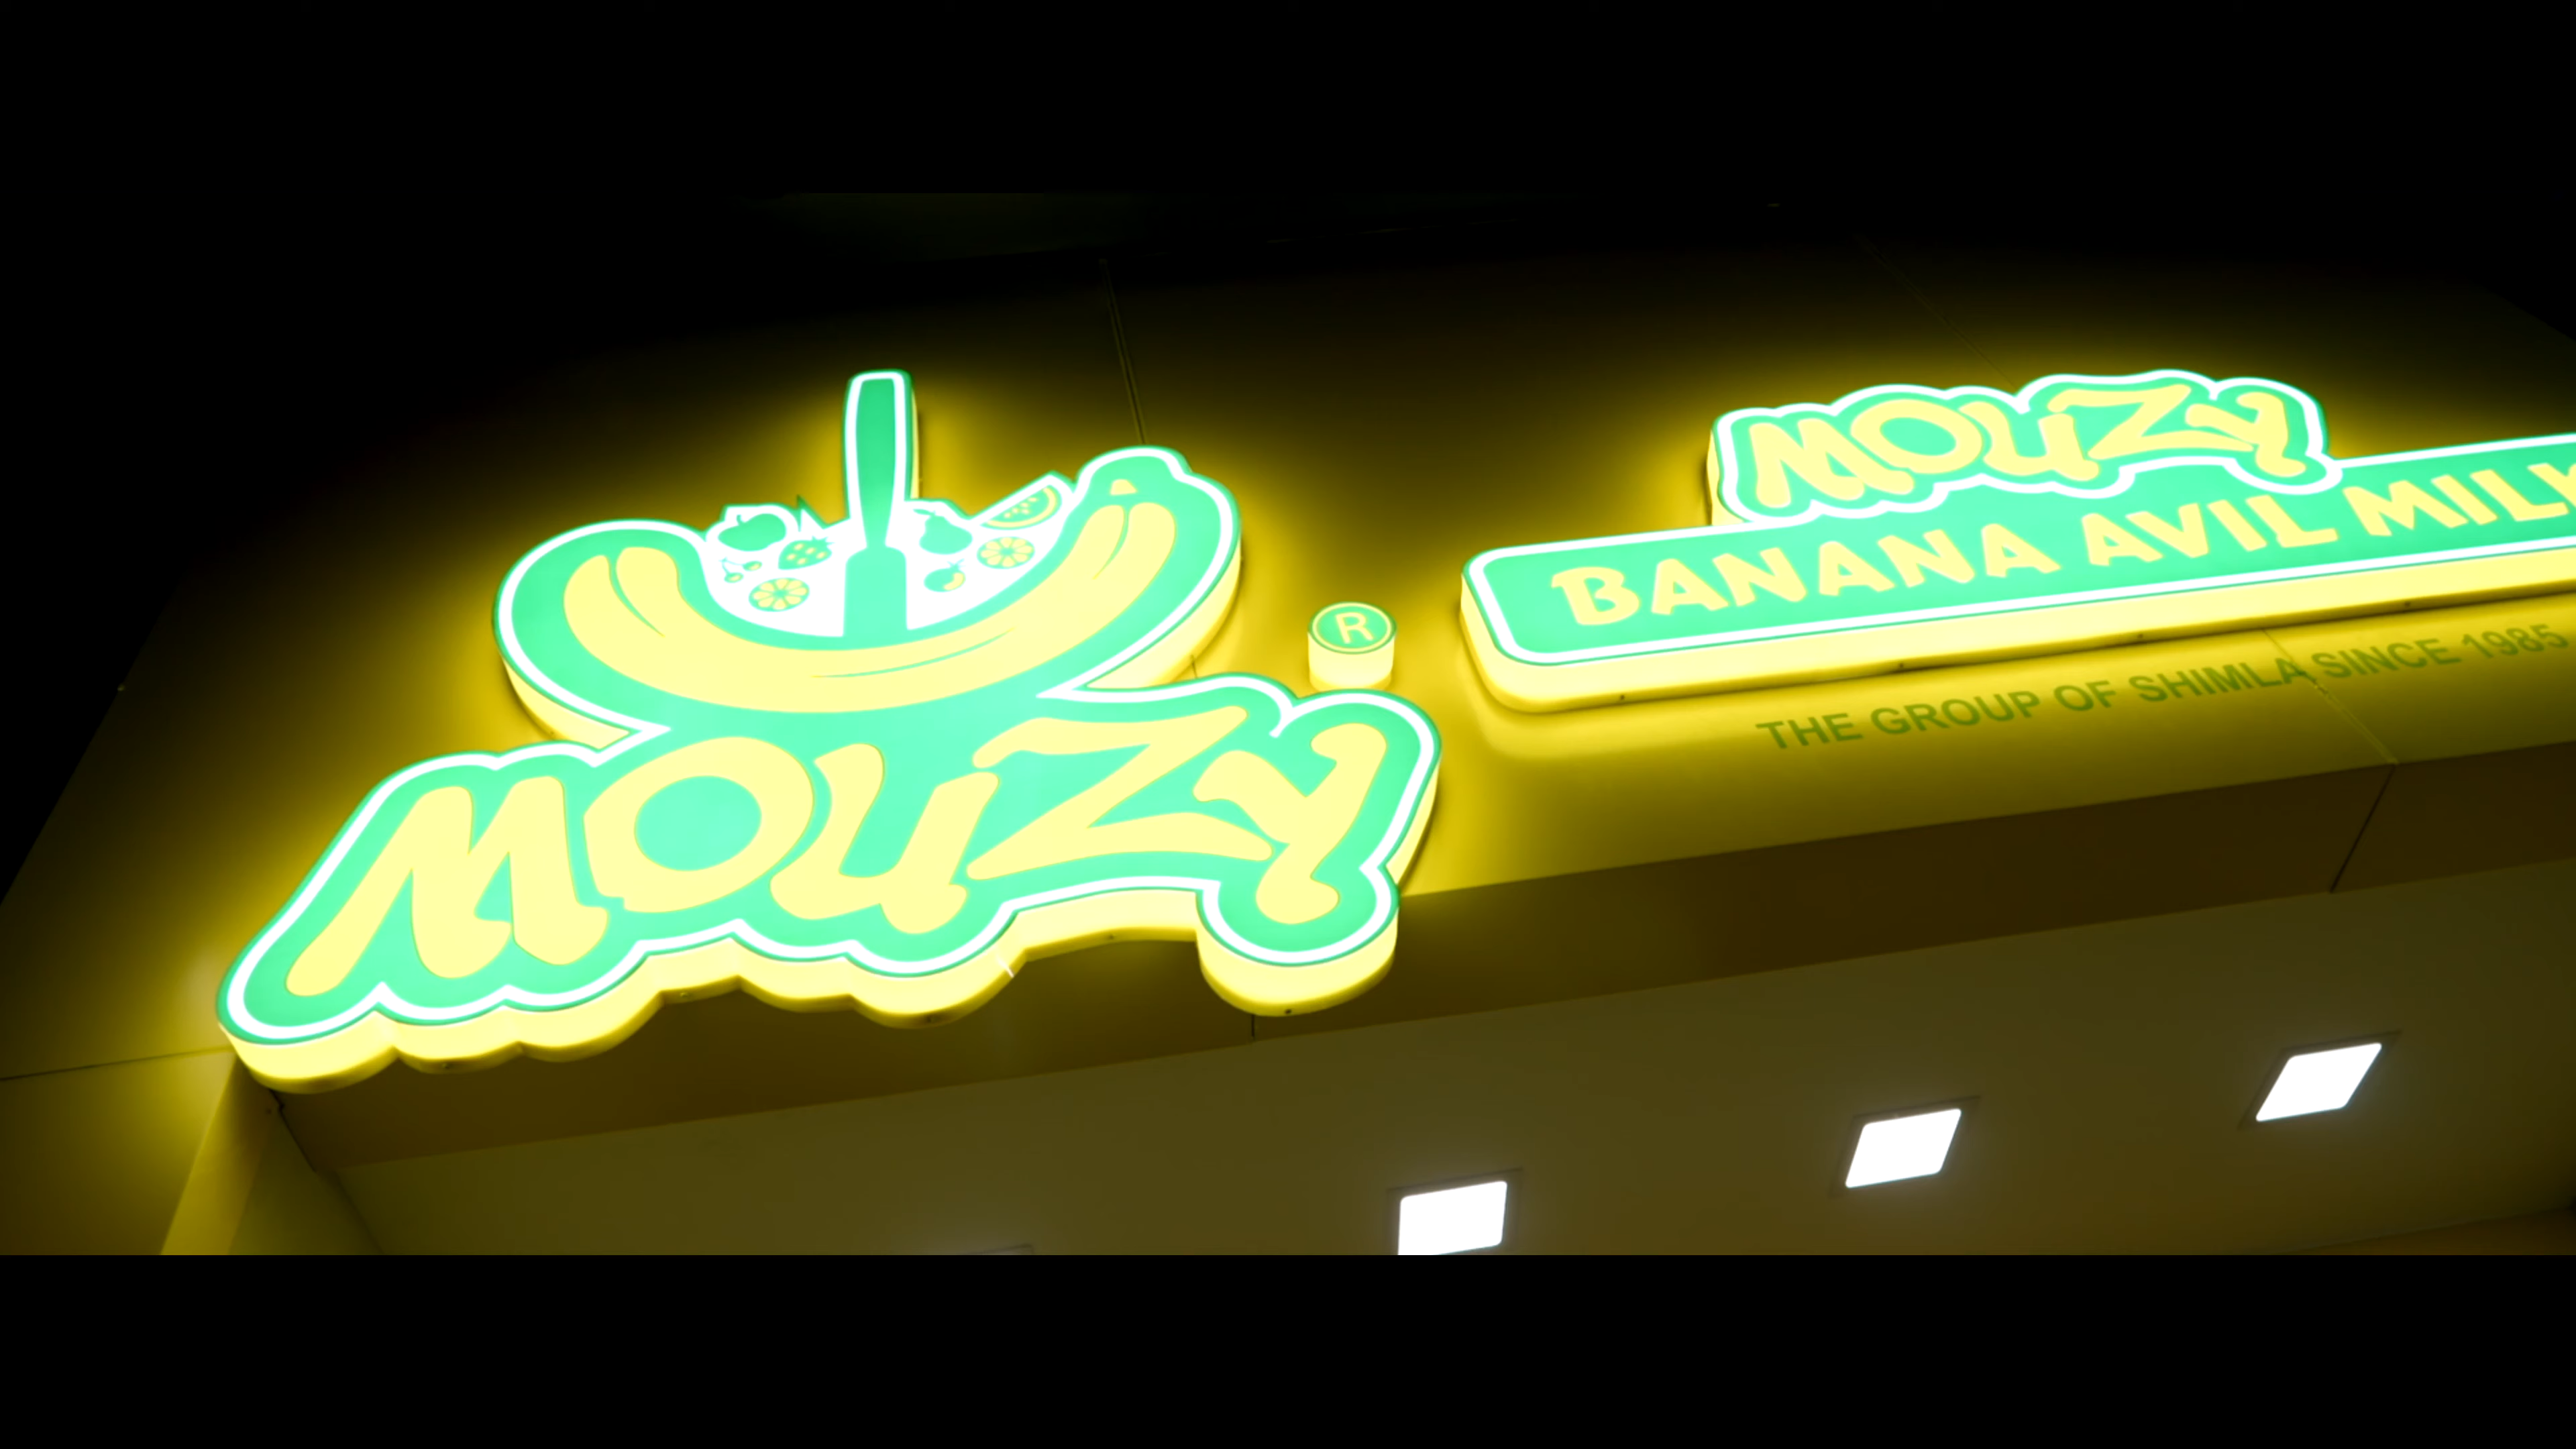 MOUZY
®
MOUZY
BANANA AVIL MILK
THE GROUP OF SHIMLA SINCE 1985